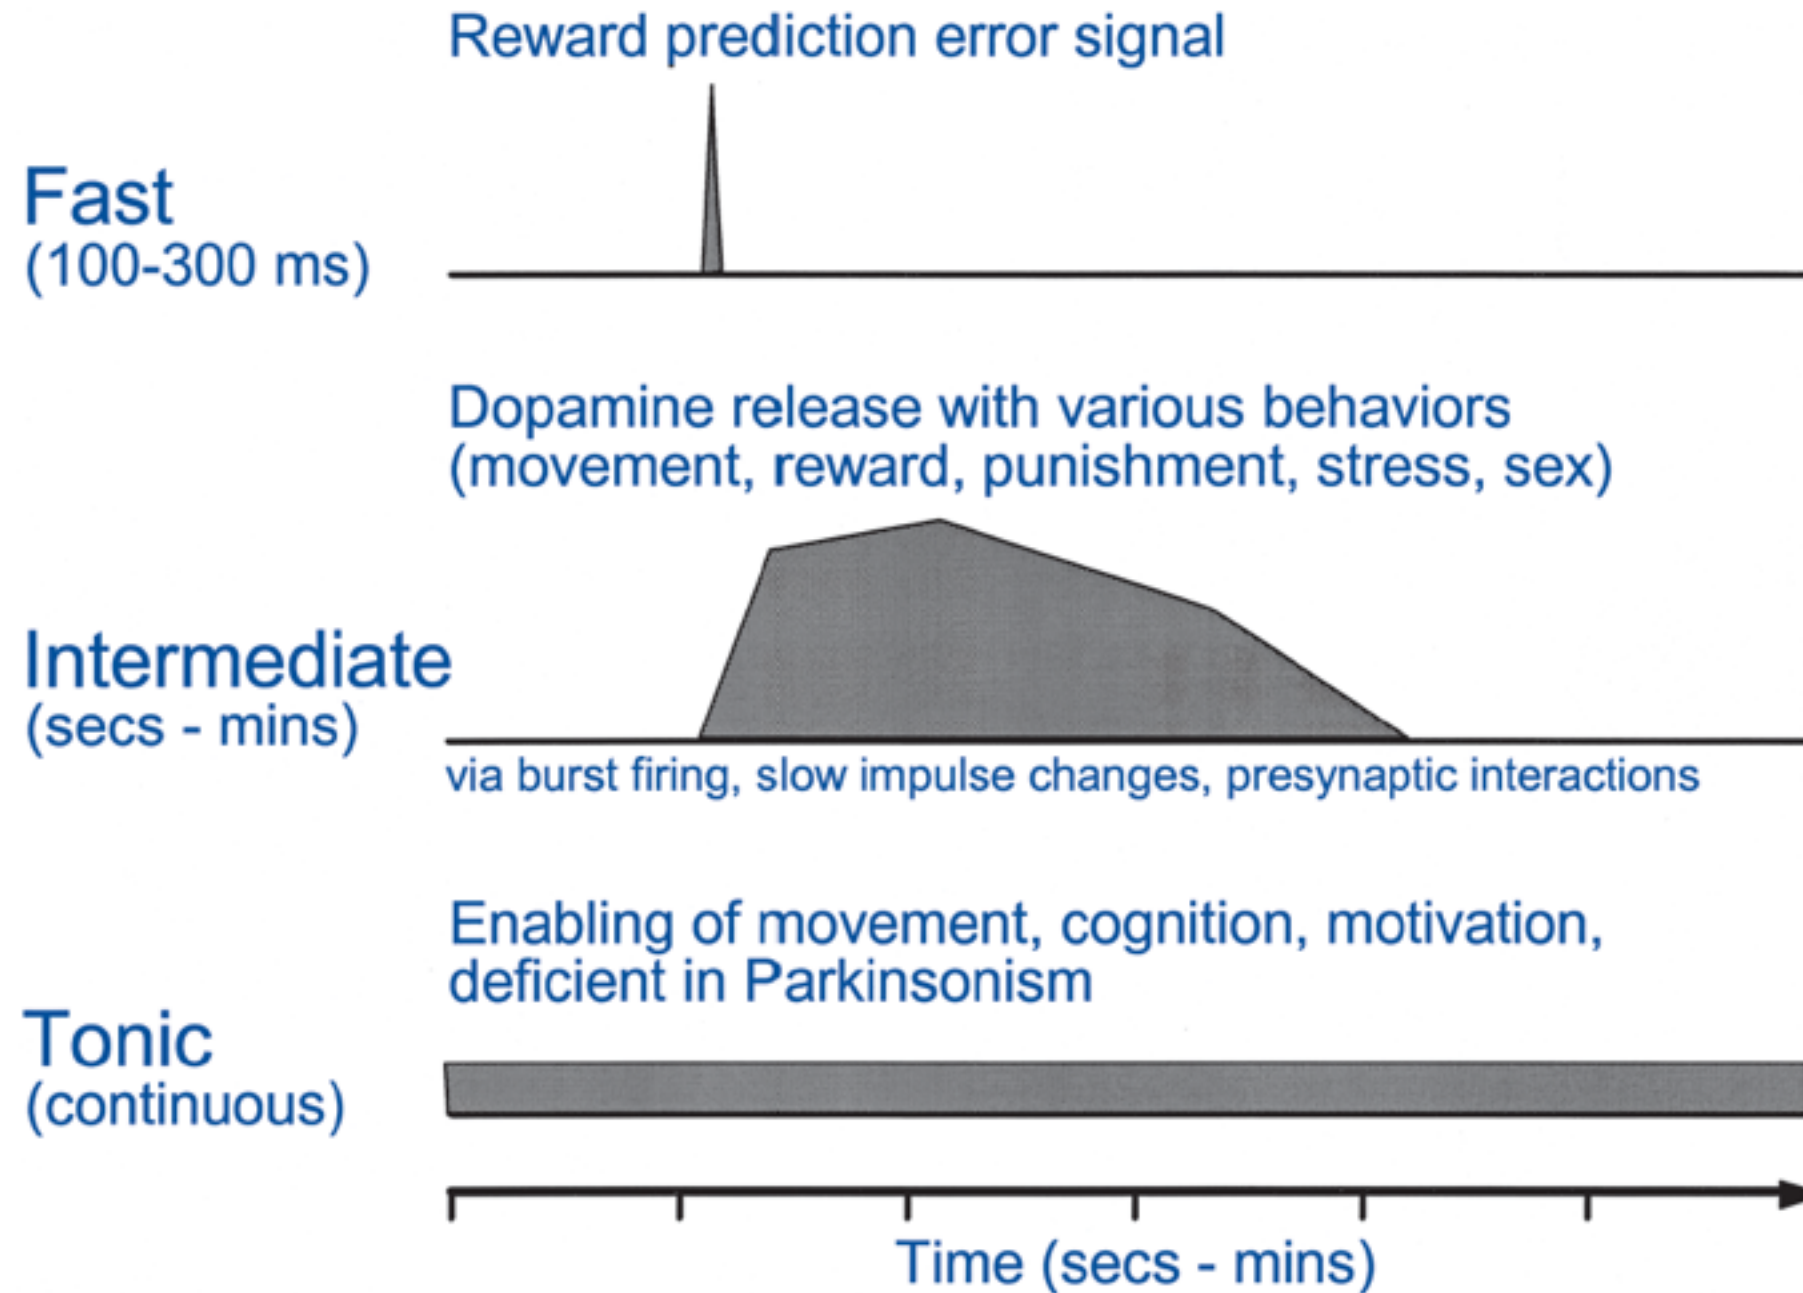 Reward prediction error signal
Fast
(100-300 ms)
Dopamine release with various behaviors
(movement, reward, punishment, stress, sex)
Intermediate
(secs - mins)
via burst firing, slow impulse changes, presynaptic interactions
Enabling of movement, cognition, motivation,
deficient in Parkinsonism
Tonic
(continuous)
Time (secs - mins)